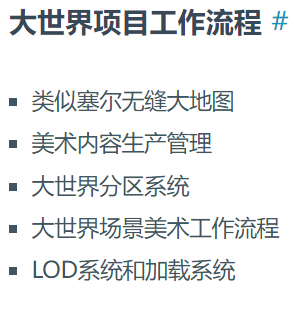 大世界项目工作流程 #
类似塞尔无缝大地图
美术内容生产管理
大世界分区系统
大世界场景美术工作流程
LOD系统和加载系统